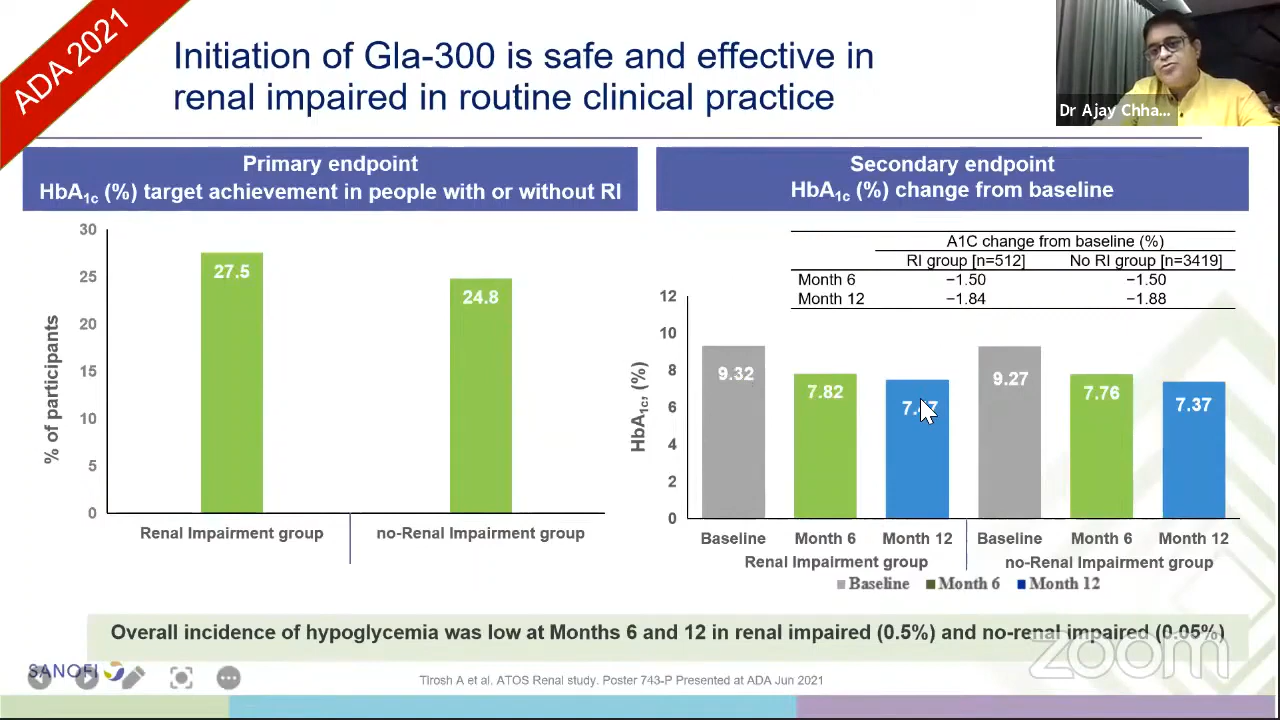 ADA 2021
Initiation of Gla-300 is safe and effective in
renal impaired in routine clinical practice
Dr Ajay Chha...
Primary endpoint
HbA1c (%) target achievement in people with or without RI
30
25
20
15
10
5
0
% of participants
27.5
24.8
Renal Impairment group
no-Renal Impairment group
Secondary endpoint
HbA1c (%) change from baseline
A1C change from baseline (%)
RI group [n=512] No RI group [n=3419]
Month 6 −1.50 −1.50
Month 12 −1.84 −1.88
12
10
8
6
4
2
0
HbA1c, (%)
9.32
7.82
9.27
7.76
7.37
Baseline Month 6 Month 12 Baseline Month 6 Month 12
Renal Impairment group no-Renal Impairment group
Baseline Month 6 Month 12
Overall incidence of hypoglycemia was low at Months 6 and 12 in renal impaired (0.5%) and no-renal impaired (0.05%)
SANOFI
Tirosh A et al. ATOS Renal study. Poster 743-P Presented at ADA Jun 2021
zoom